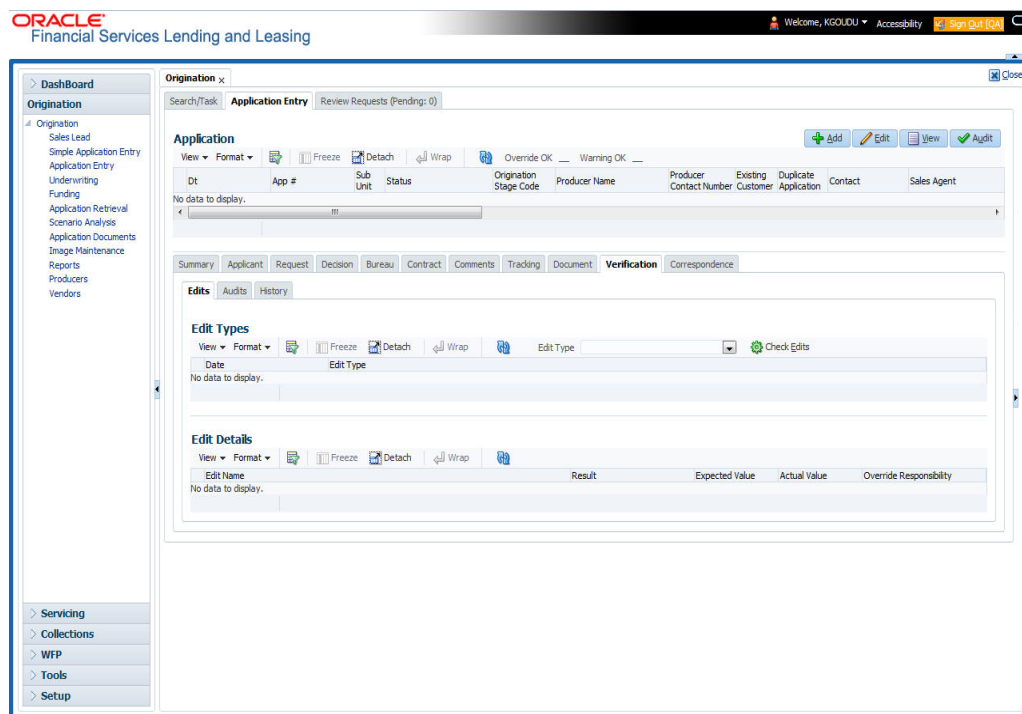 ORACLE'
Financial Services Lending and Leasing
Welcome, KGOUDU Accessibility Sign Out [QA]
Close
DashBoard
Origination
Origination
Sales Lead
Simple Application Entry
Application Entry
Underwriting
Funding
Application Retrieval
Scenario Analysis
Application Documents
Image Maintenance
Reports
Producers
Vendors
Servicing
Collections
WFP
Tools
Setup
Origination x
Search/Task Application Entry Review Requests (Pending: 0)
Application
Add Edit View Audit
View Format Freeze Detach Wrap Override OK __ Warning OK __
Dt App # Sub Unit Status Origination Stage Code Producer Name Producer Contact Number Existing Customer Duplicate Application Contact Sales Agent
No data to display.
Summary Applicant Request Decision Bureau Contract Comments Tracking Document Verification Correspondence
Edits Audits History
Edit Types
View Format Freeze Detach Wrap Edit Type Check Edits
Date Edit Type
No data to display.
Edit Details
View Format Freeze Detach Wrap
Edit Name Result Expected Value Actual Value Override Responsibility
No data to display.